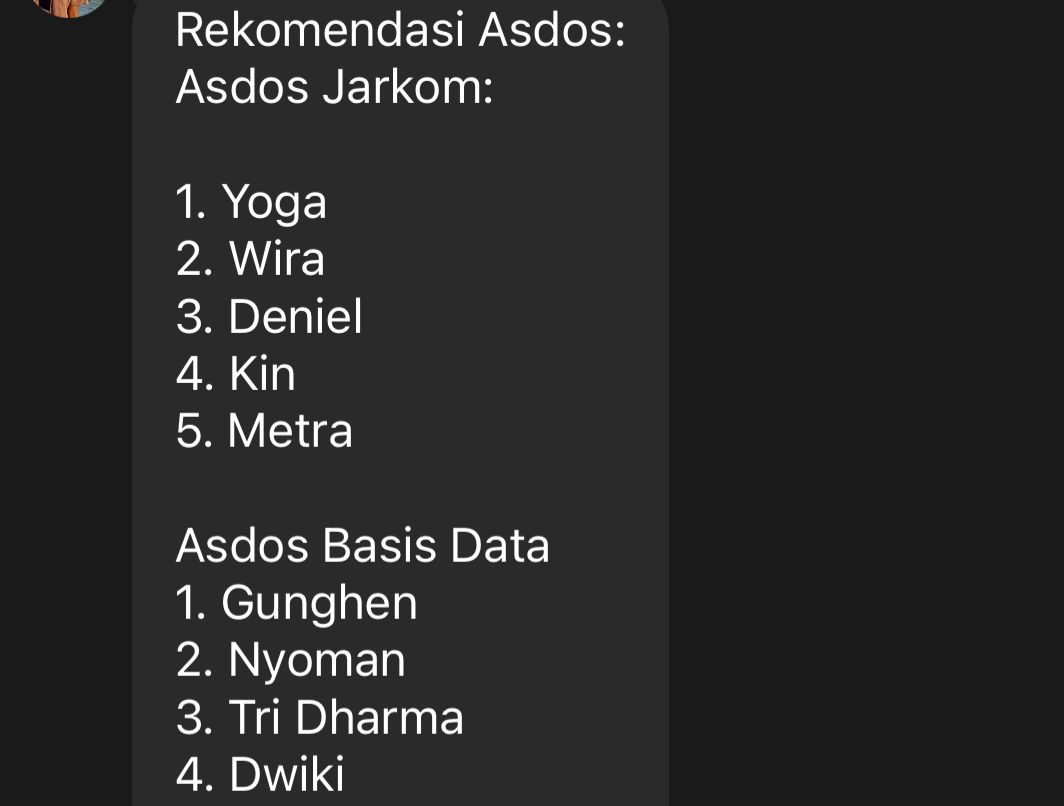 Rekomendasi Asdos:
Asdos Jarkom:
1. Yoga
2. Wira
3. Deniel
4. Kin
5. Metra
Asdos Basis Data
1. Gunghen
2. Nyoman
3. Tri Dharma
4. Dwiki